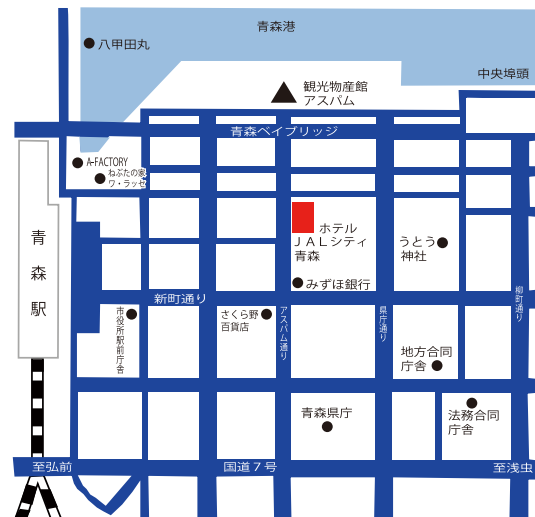 青森港
八甲田丸
中央埠頭
観光物産館
アスパム
青森ベイブリッジ
A-FACTORY
ねぶたの家
ワ・ラッセ
ホテル
JALシティ
青森
うとう
神社
青森駅
みずほ銀行
新町通り
柳町通り
市役所駅前庁舎
さくら野
百貨店
アスパム通り
県庁通り
地方合同
庁舎
青森県庁
法務合同
庁舎
至弘前
国道7号
至浅虫